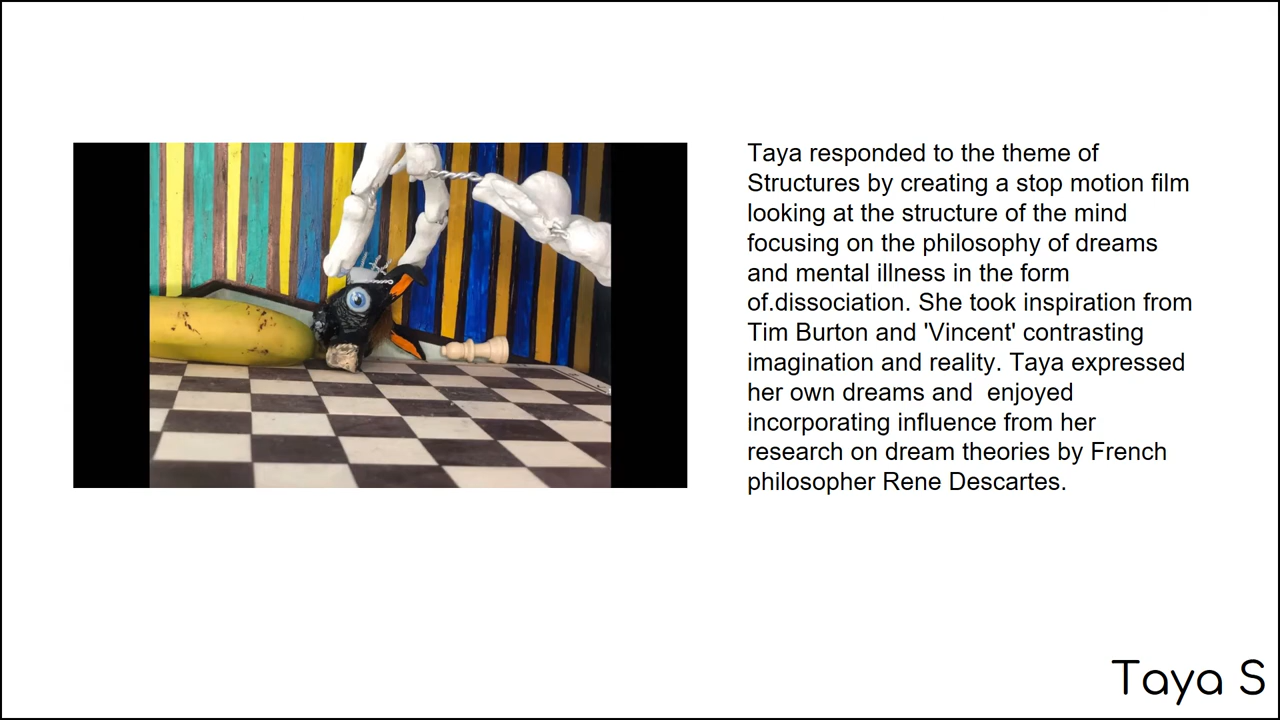 Taya responded to the theme of
Structures by creating a stop motion film
looking at the structure of the mind
focusing on the philosophy of dreams
and mental illness in the form
of.dissociation. She took inspiration from
Tim Burton and 'Vincent' contrasting
imagination and reality. Taya expressed
her own dreams and  enjoyed
incorporating influence from her
research on dream theories by French
philosopher Rene Descartes.
Taya S